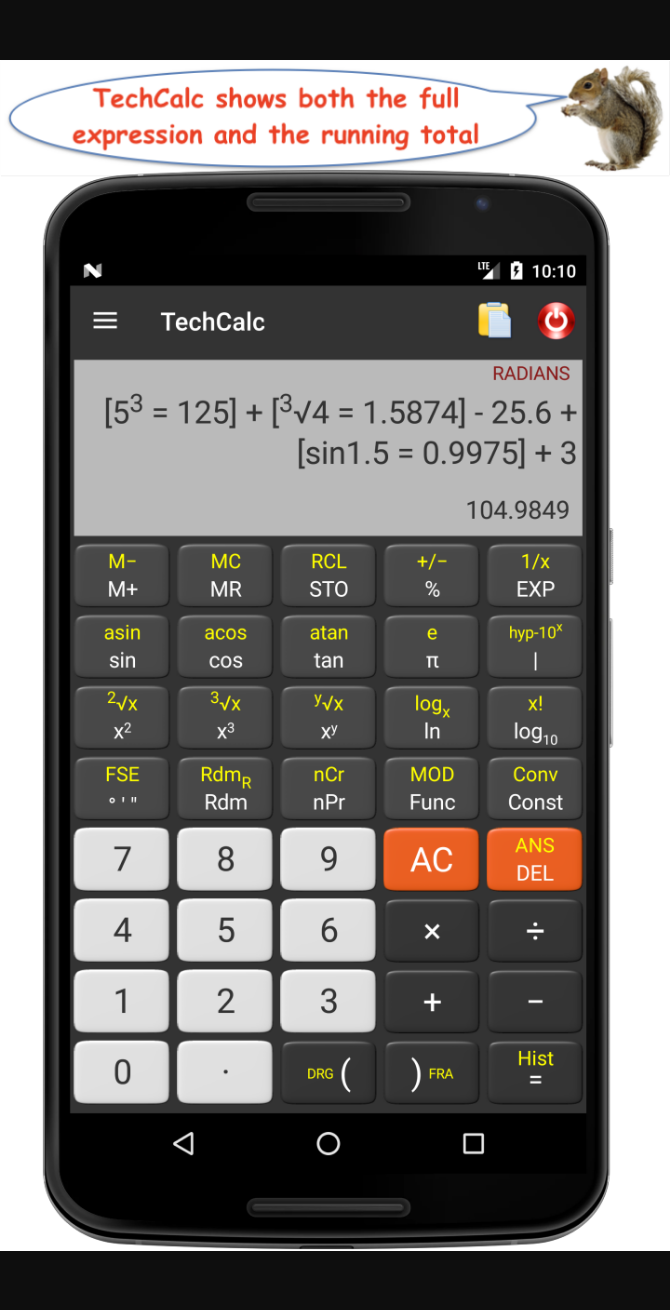 TechCalc shows both the full
expression and the running total
LTE 10:10
TechCalc
RADIANS
[5³ = 125] + [³√4 = 1.5874] - 25.6 +
[sin1.5 = 0.9975] + 3
104.9849
M− MC RCL +/− 1/x
M+ MR STO % EXP
asin acos atan e hyp-10ˣ
sin cos tan π |
²√x ³√x ʸ√x logₓ x!
x² x³ xʸ ln log₁₀
FSE Rdm_R nCr MOD Conv
° ' " Rdm nPr Func Const
7 8 9 AC ANS
DEL
4 5 6 × ÷
1 2 3 + −
0 . DRG ( ) FRA Hist
=